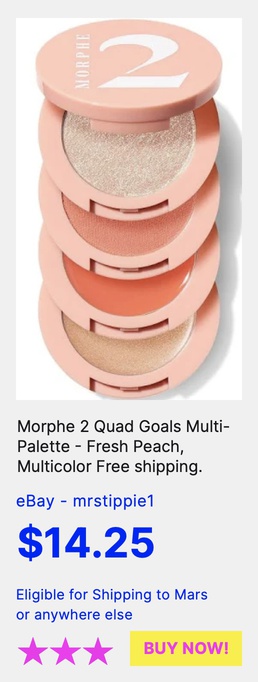 MORPHE
2
Morphe 2 Quad Goals Multi-
Palette - Fresh Peach,
Multicolor Free shipping.
eBay - mrstippie1
$14.25
Eligible for Shipping to Mars
or anywhere else
BUY NOW!